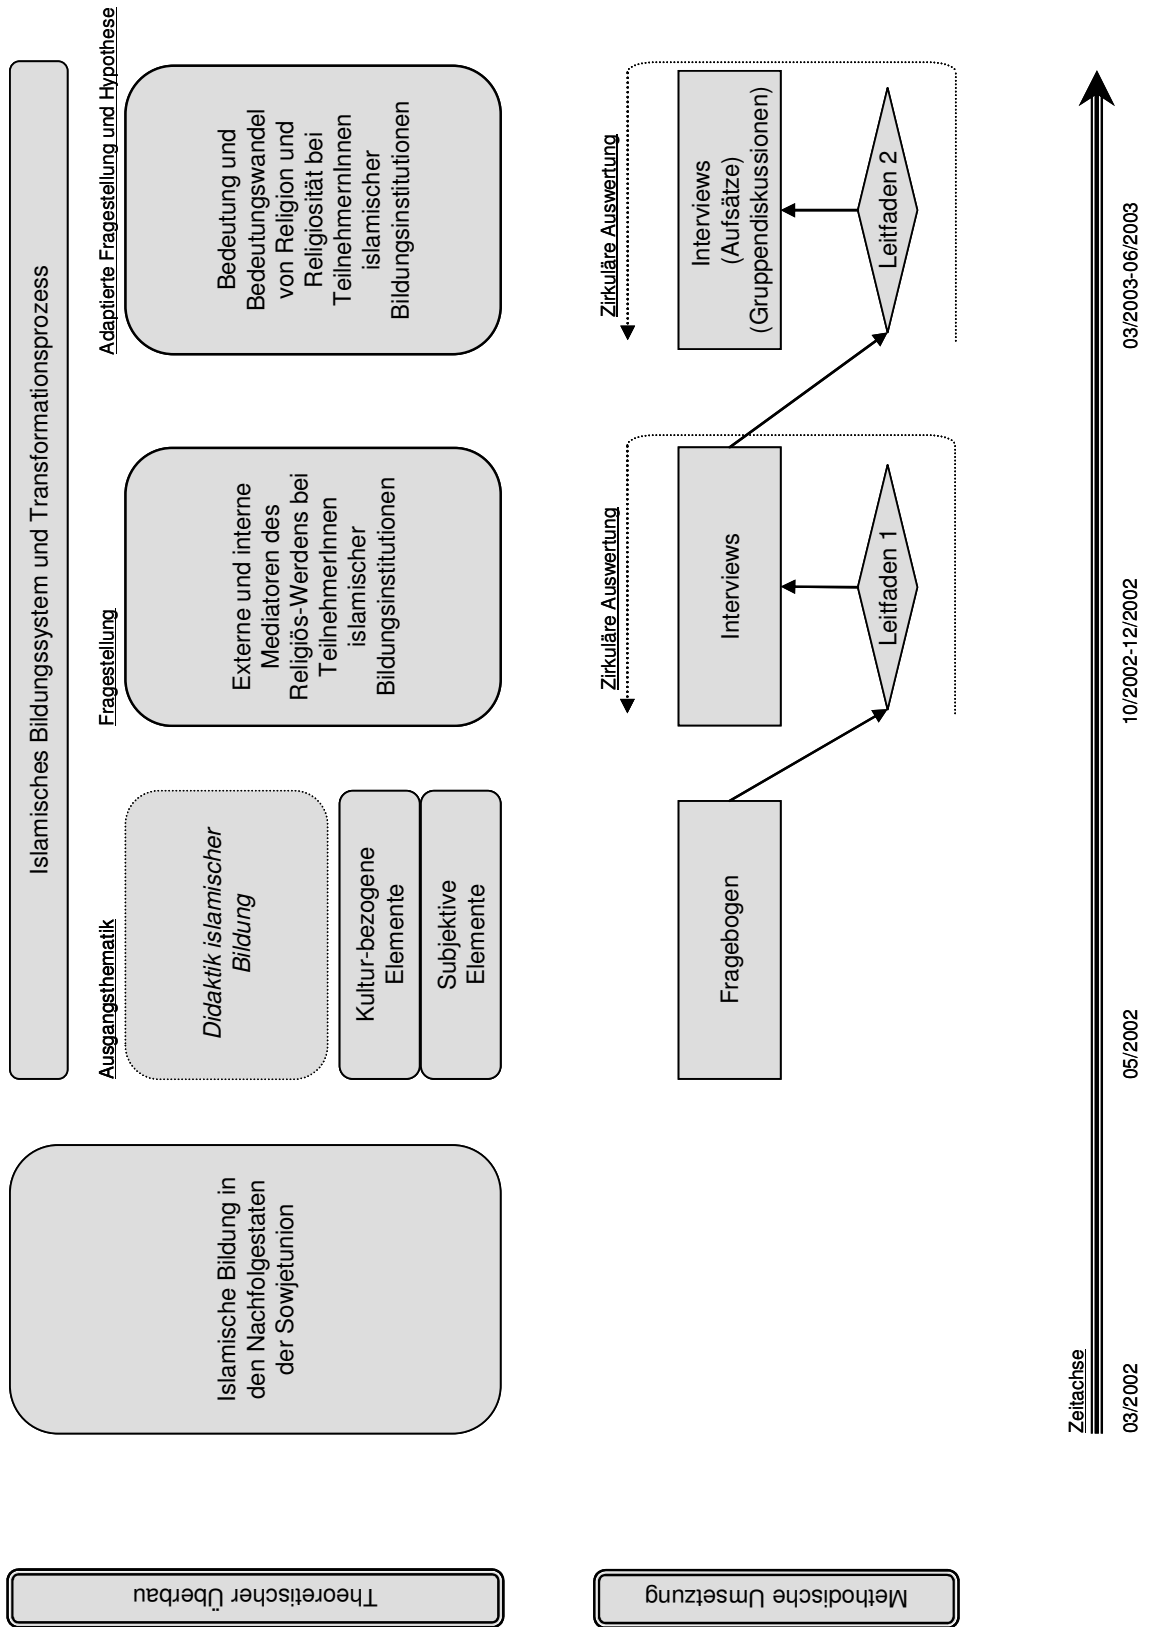 Theoretischer Überbau
Islamische Bildung in
den Nachfolgestaten
der Sowjetunion
Islamisches Bildungssystem und Transformationsprozess
Ausgangsthematik
Didaktik islamischer
Bildung
Kultur-bezogene
Elemente
Subjektive
Elemente
Fragestellung
Externe und interne
Mediatoren des
Religiös-Werdens bei
TeilnehmerInnen
islamischer
Bildungsinstitutionen
Adaptierte Fragestellung und Hypothese
Bedeutung und
Bedeutungswandel
von Religion und
Religiosität bei
TeilnehmernInnen
islamischer
Bildungsinstitutionen
Methodische Umsetzung
Fragebogen
Zirkuläre Auswertung
Interviews
Leitfaden 1
Zirkuläre Auswertung
Interviews
(Aufsätze)
(Gruppendiskussionen)
Leitfaden 2
Zeitachse
03/2002
05/2002
10/2002-12/2002
03/2003-06/2003